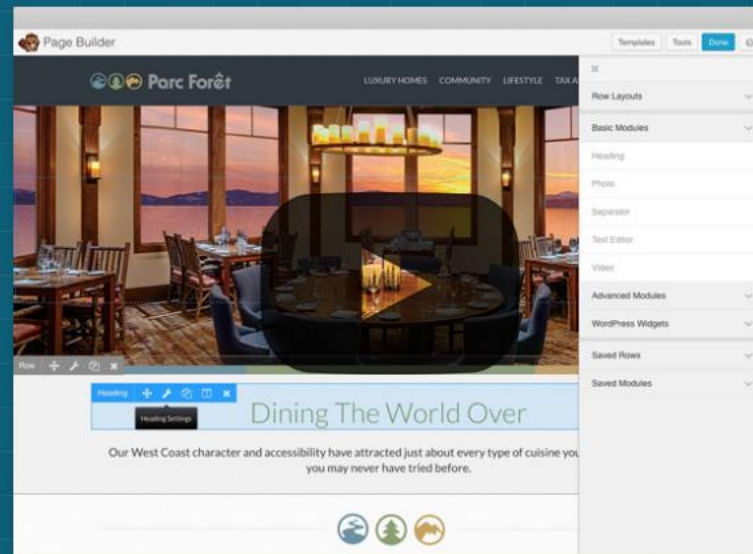 Page Builder
Templates Tools Done
Parc Forêt
LUXURY HOMES COMMUNITY LIFESTYLE TAX
Row Layouts
Basic Modules
Heading
Photo
Separator
Text Editor
Video
Advanced Modules
WordPress Widgets
Saved Rows
Saved Modules
Row
Heading
Heading Settings
Dining The World Over
Our West Coast character and accessibility have attracted just about every type of cuisine you
you may never have tried before.